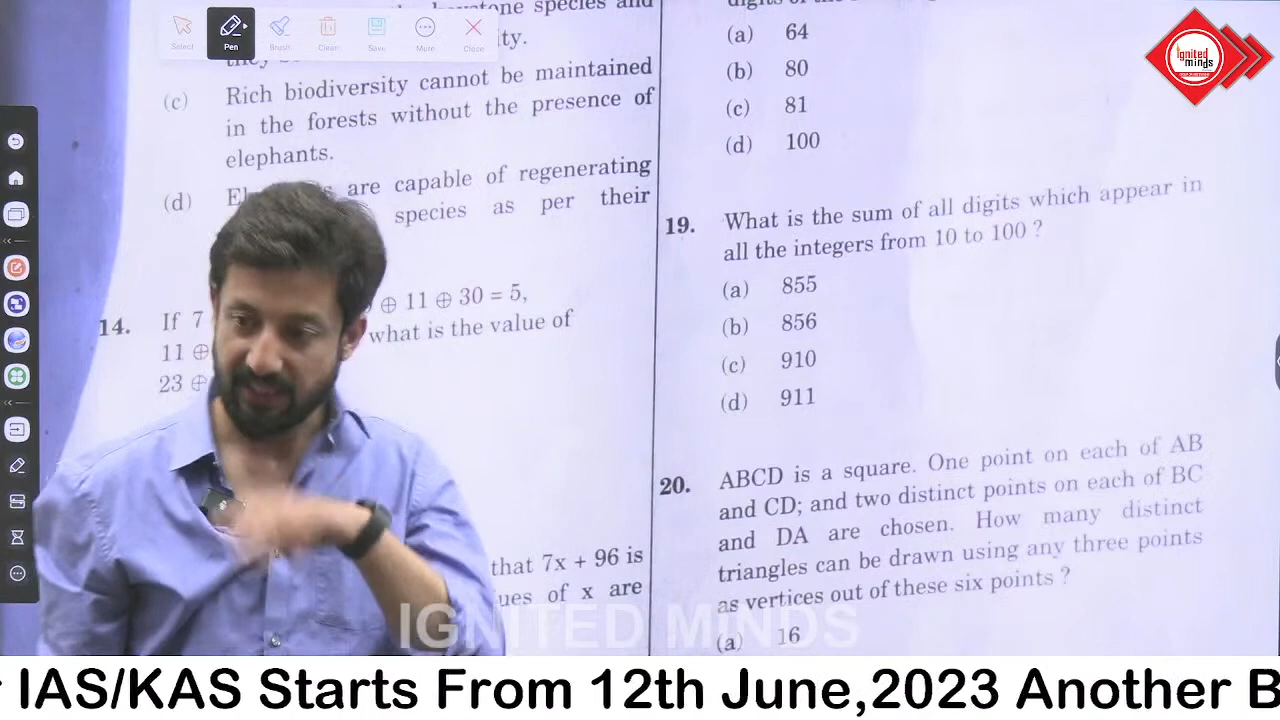 Select
Pen
Brush
Clean
Save
More
Close
tone species and
ity.
(c) Rich biodiversity cannot be maintained
in the forests without the presence of
elephants.
(d) are capable of regenerating
species as per their
14. If 7 ⊕ 11 ⊕ 30 = 5,
11 ⊕ what is the value of
23 ⊕
that 7x + 96 is
ues of x are
(a) 64
(b) 80
(c) 81
(d) 100
19. What is the sum of all digits which appear in
all the integers from 10 to 100 ?
(a) 855
(b) 856
(c) 910
(d) 911
20. ABCD is a square. One point on each of AB
and CD; and two distinct points on each of BC
and DA are chosen. How many distinct
triangles can be drawn using any three points
as vertices out of these six points ?
(a) 16
Ignited
minds
IGNITED MINDS
IAS/KAS Starts From 12th June,2023 Another B